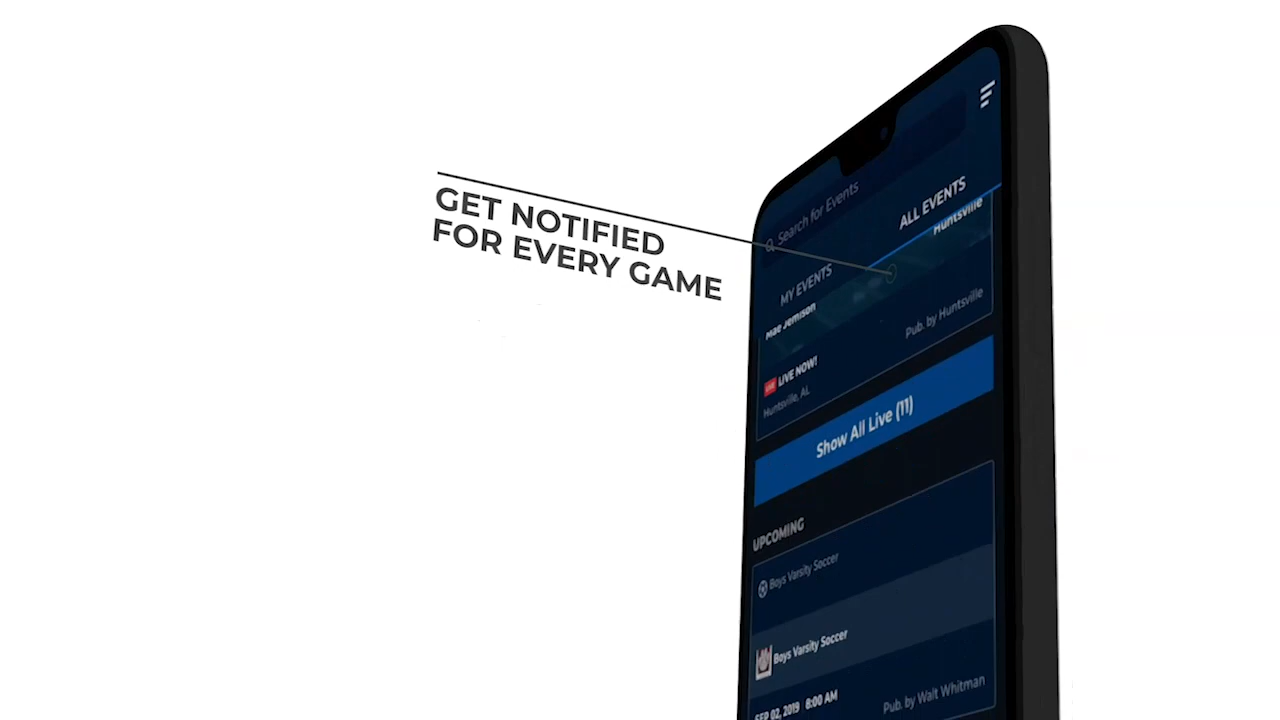 GET NOTIFIED
FOR EVERY GAME
Search for Events
MY EVENTS
ALL EVENTS
Mae Jemison
Huntsville
Pub. by Huntsville
LIVE
LIVE NOW!
Huntsville, AL
Show All Live (11)
UPCOMING
Boys Varsity Soccer
Boys Varsity Soccer
SEP 02, 2019 8:00 AM
Pub. by Walt Whitman